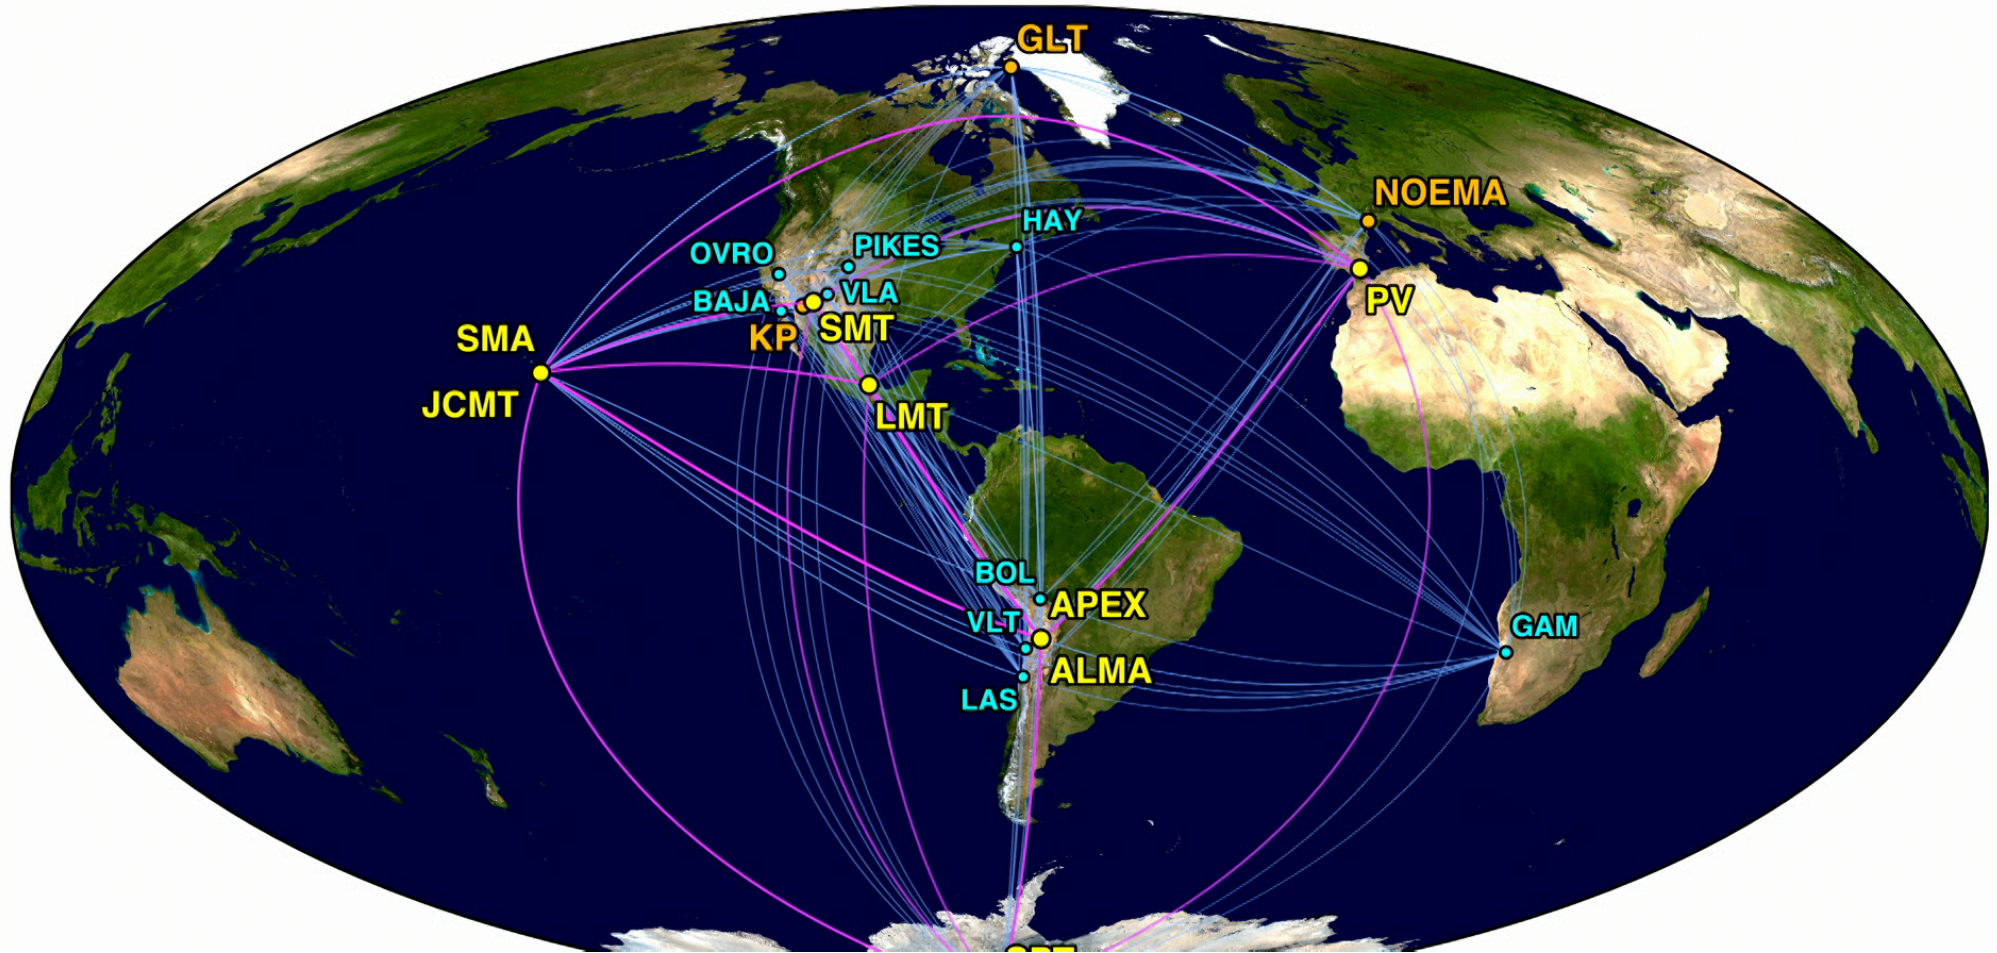 GLT
NOEMA
HAY
OVRO
PIKES
BAJA
VLA
PV
KP
SMT
SMA
JCMT
LMT
BOL
APEX
VLT
GAM
ALMA
LAS